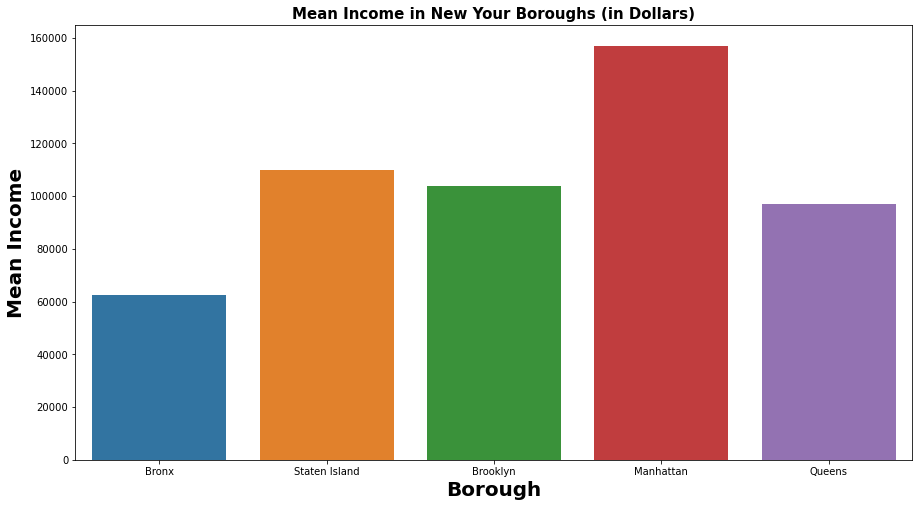 Mean Income in New Your Boroughs (in Dollars)
Mean Income
160000
140000
120000
100000
80000
60000
40000
20000
0
Bronx Staten Island Brooklyn Manhattan Queens
Borough